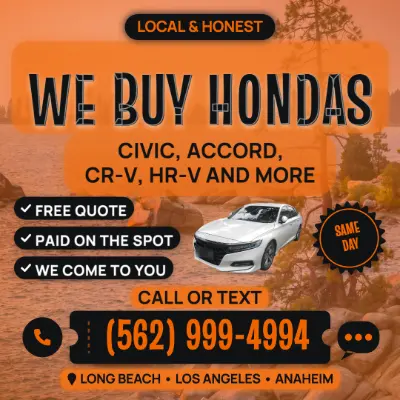 LOCAL & HONEST
WE BUY HONDAS
CIVIC, ACCORD,
CR-V, HR-V AND MORE
FREE QUOTE
PAID ON THE SPOT
WE COME TO YOU
SAME
DAY
CALL OR TEXT
(562) 999-4994
LONG BEACH • LOS ANGELES • ANAHEIM